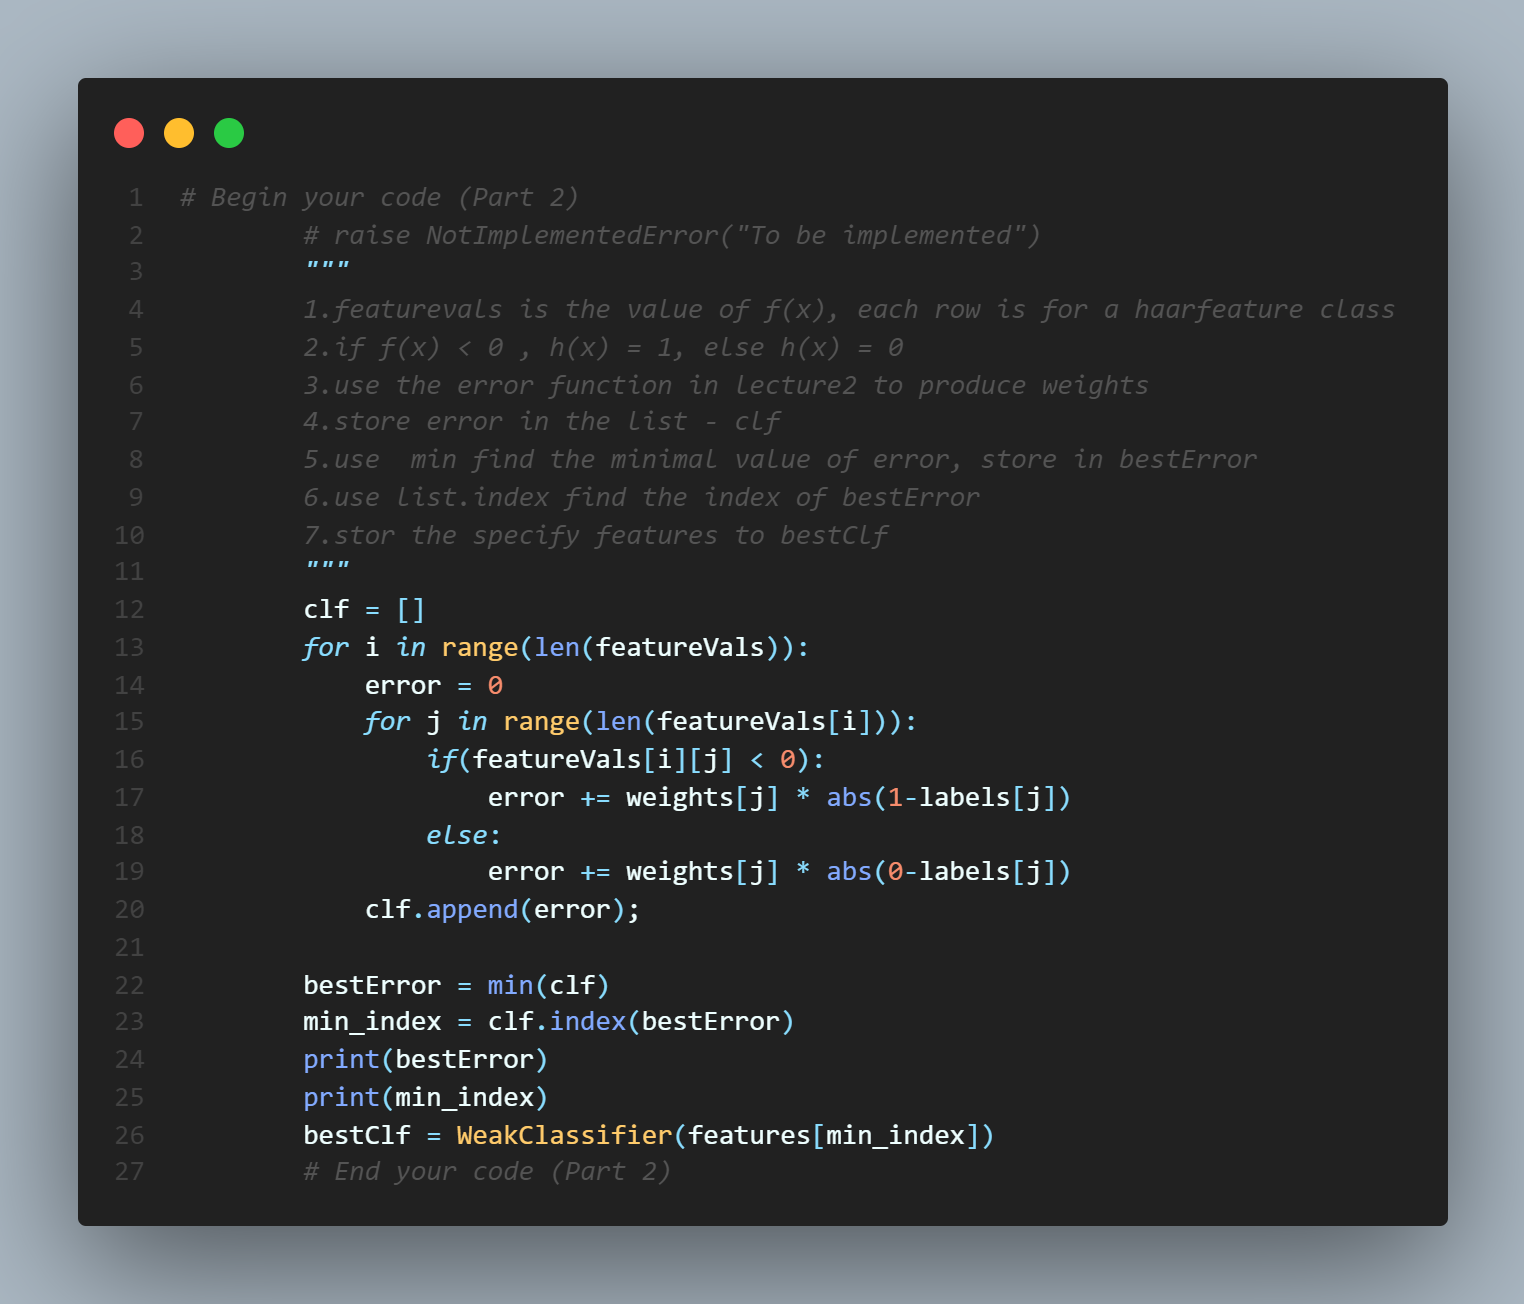 1 # Begin your code (Part 2)
2         # raise NotImplementedError("To be implemented")
3         """
4         1.featurevals is the value of f(x), each row is for a haarfeature class
5         2.if f(x) < 0 , h(x) = 1, else h(x) = 0
6         3.use the error function in lecture2 to produce weights
7         4.store error in the list - clf
8         5.use  min find the minimal value of error, store in bestError
9         6.use list.index find the index of bestError
10         7.stor the specify features to bestClf
11         """
12         clf = []
13         for i in range(len(featureVals)):
14             error = 0
15             for j in range(len(featureVals[i])):
16                 if(featureVals[i][j] < 0):
17                     error += weights[j] * abs(1-labels[j])
18                 else:
19                     error += weights[j] * abs(0-labels[j])
20             clf.append(error);
21
22         bestError = min(clf)
23         min_index = clf.index(bestError)
24         print(bestError)
25         print(min_index)
26         bestClf = WeakClassifier(features[min_index])
27         # End your code (Part 2)